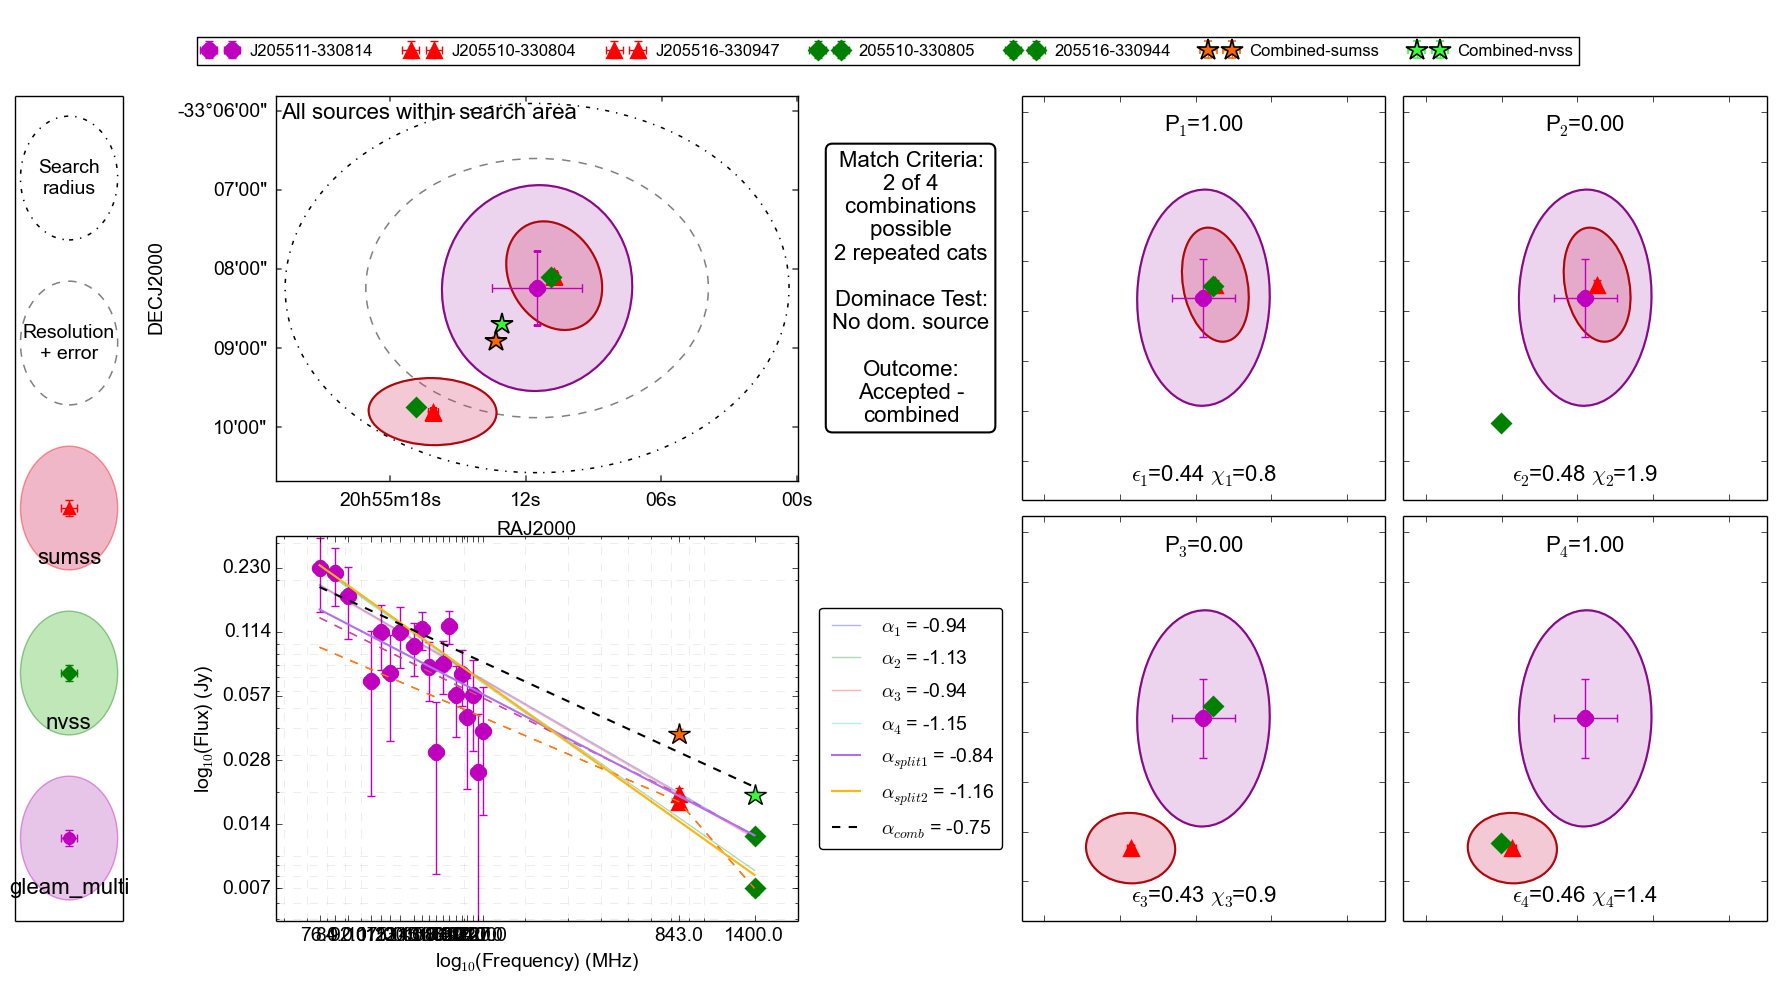 J205511-330814 J205510-330804 J205516-330947 205510-330805 205516-330944 Combined-sumss Combined-nvss
Search
radius
Resolution
+ error
sumss
nvss
gleam_multi
All sources within search area
-33°06'00"
07'00"
08'00"
09'00"
10'00"
DECJ2000
20h55m18s 12s 06s 00s
RAJ2000
Match Criteria:
2 of 4
combinations
possible
2 repeated cats
Dominace Test:
No dom. source
Outcome:
Accepted -
combined
P1=1.00
ϵ1=0.44 χ1=0.8
P2=0.00
ϵ2=0.48 χ2=1.9
P3=0.00
ϵ3=0.43 χ3=0.9
P4=1.00
ϵ4=0.46 χ4=1.4
0.230
0.114
0.057
0.028
0.014
0.007
log10(Flux) (Jy)
843.0 1400.0
log10(Frequency) (MHz)
α1 = -0.94
α2 = -1.13
α3 = -0.94
α4 = -1.15
αsplit1 = -0.84
αsplit2 = -1.16
αcomb = -0.75